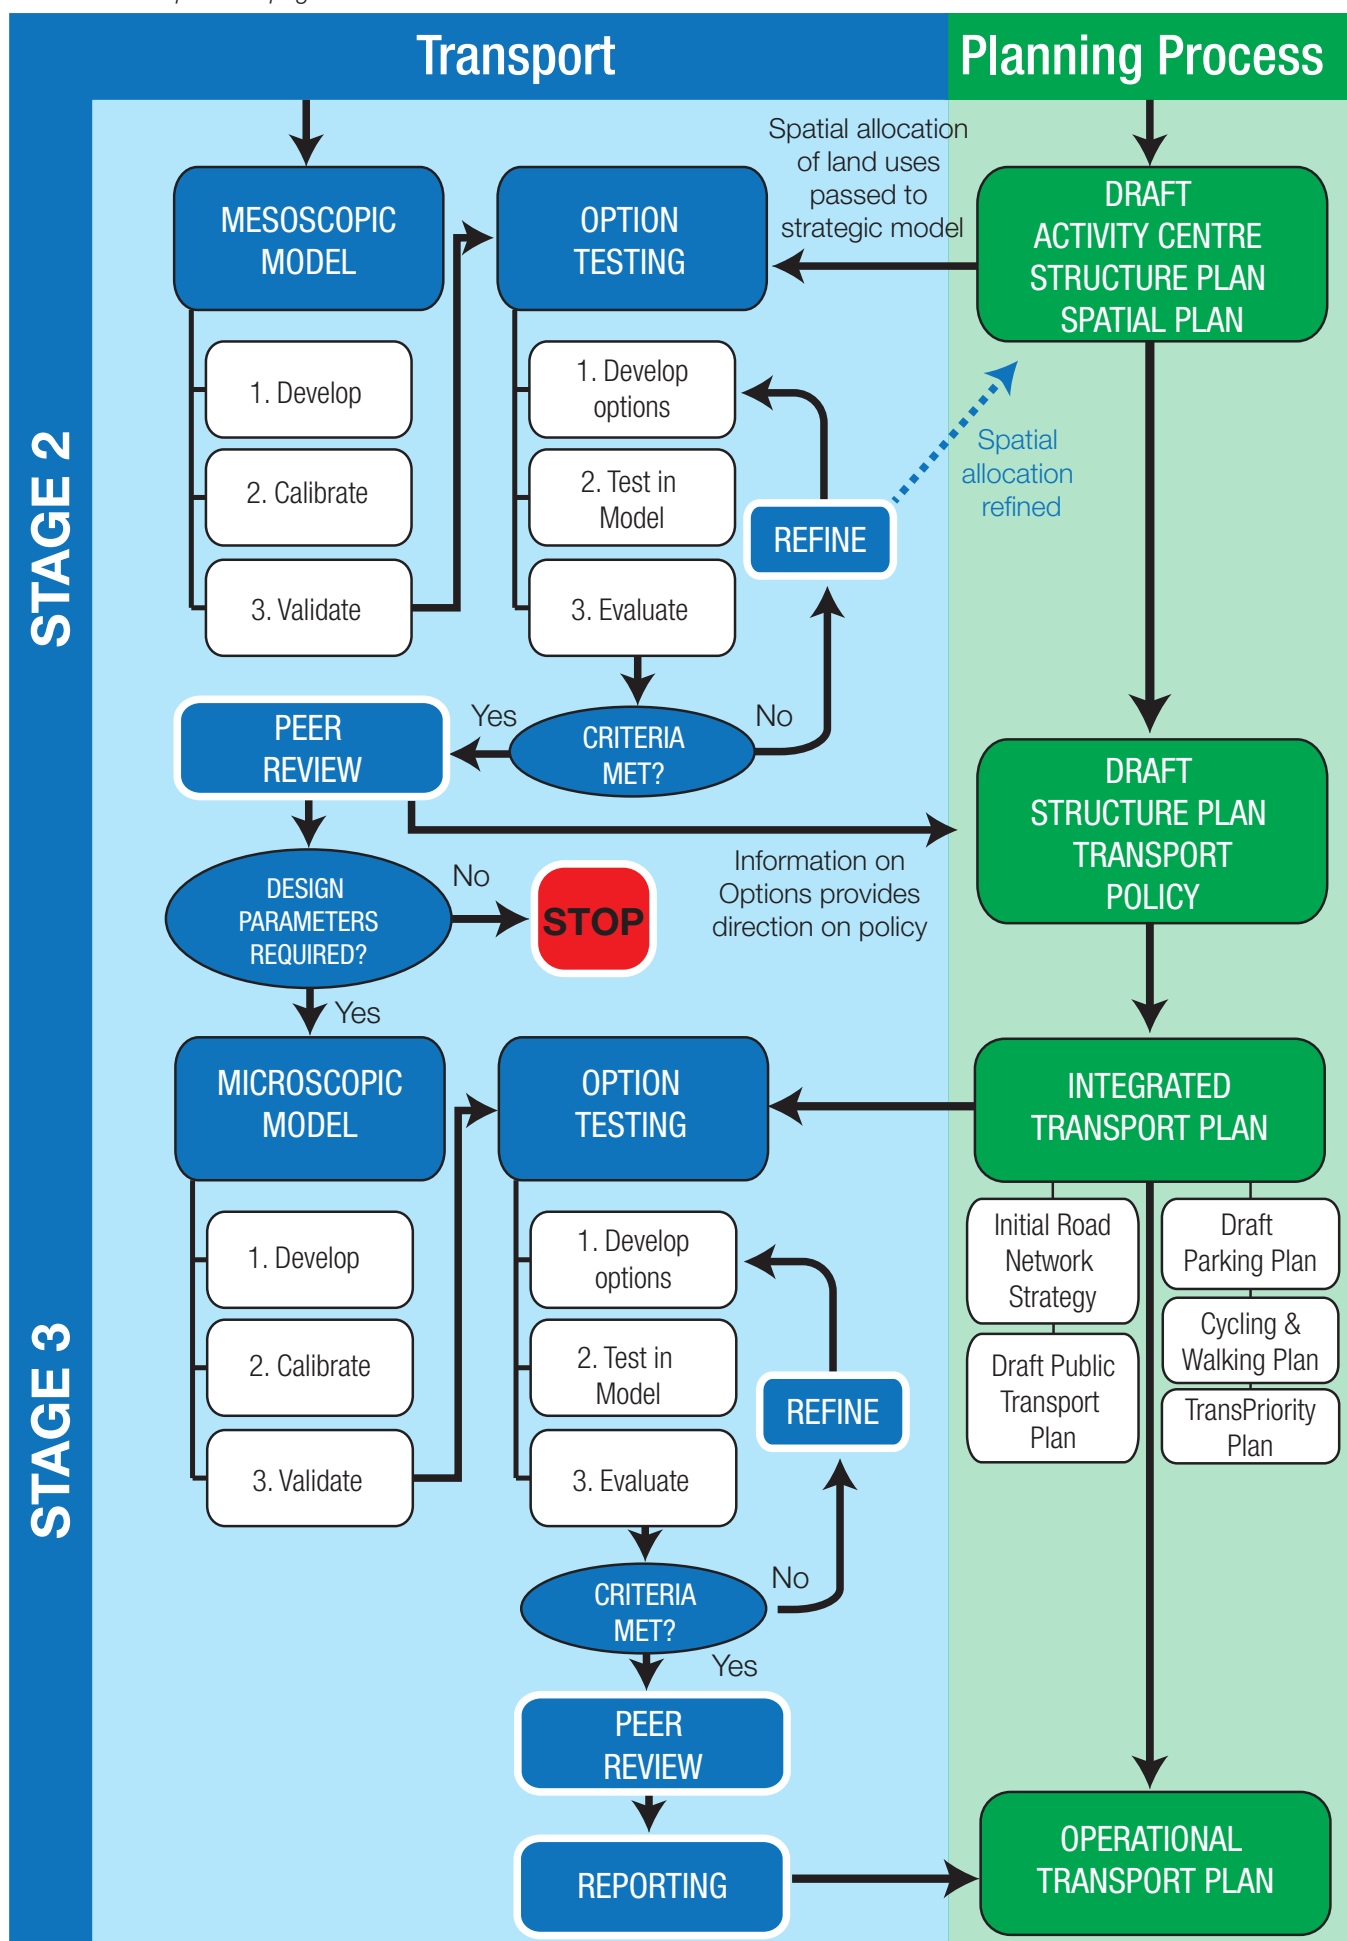 Transport
Planning Process
STAGE 2
Spatial allocation
of land uses
passed to
strategic model
MESOSCOPIC
MODEL
OPTION
TESTING
DRAFT
ACTIVITY CENTRE
STRUCTURE PLAN
SPATIAL PLAN
1. Develop
2. Calibrate
3. Validate
1. Develop
options
2. Test in
Model
3. Evaluate
REFINE
Spatial
allocation
refined
CRITERIA
MET?
Yes
No
PEER
REVIEW
DRAFT
STRUCTURE PLAN
TRANSPORT
POLICY
Information on
Options provides
direction on policy
DESIGN
PARAMETERS
REQUIRED?
No
STOP
Yes
STAGE 3
MICROSCOPIC
MODEL
OPTION
TESTING
INTEGRATED
TRANSPORT PLAN
1. Develop
2. Calibrate
3. Validate
1. Develop
options
2. Test in
Model
3. Evaluate
REFINE
Initial Road
Network
Strategy
Draft Public
Transport
Plan
Draft
Parking Plan
Cycling &
Walking Plan
TransPriority
Plan
CRITERIA
MET?
No
Yes
PEER
REVIEW
REPORTING
OPERATIONAL
TRANSPORT PLAN